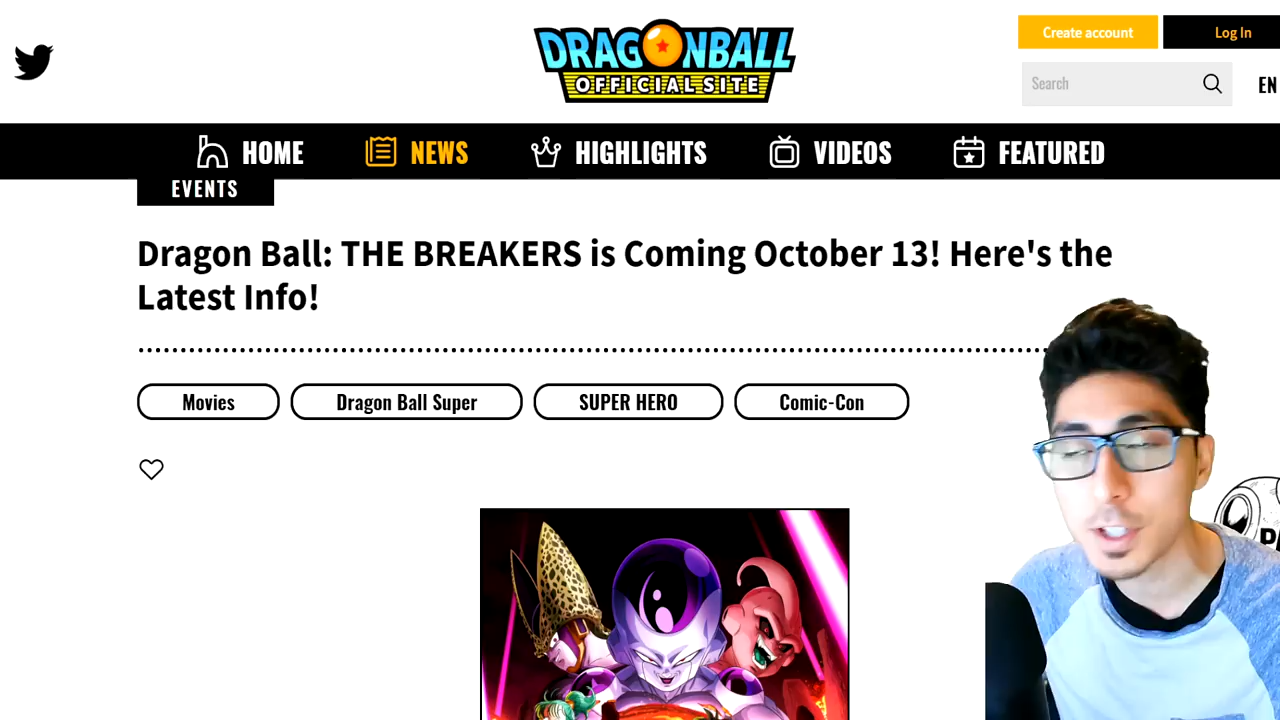 DRAGONBALL
OFFICIAL SITE
Create account
Log In
Search
EN
HOME
NEWS
HIGHLIGHTS
VIDEOS
FEATURED
EVENTS
Dragon Ball: THE BREAKERS is Coming October 13! Here's the
Latest Info!
Movies
Dragon Ball Super
SUPER HERO
Comic-Con